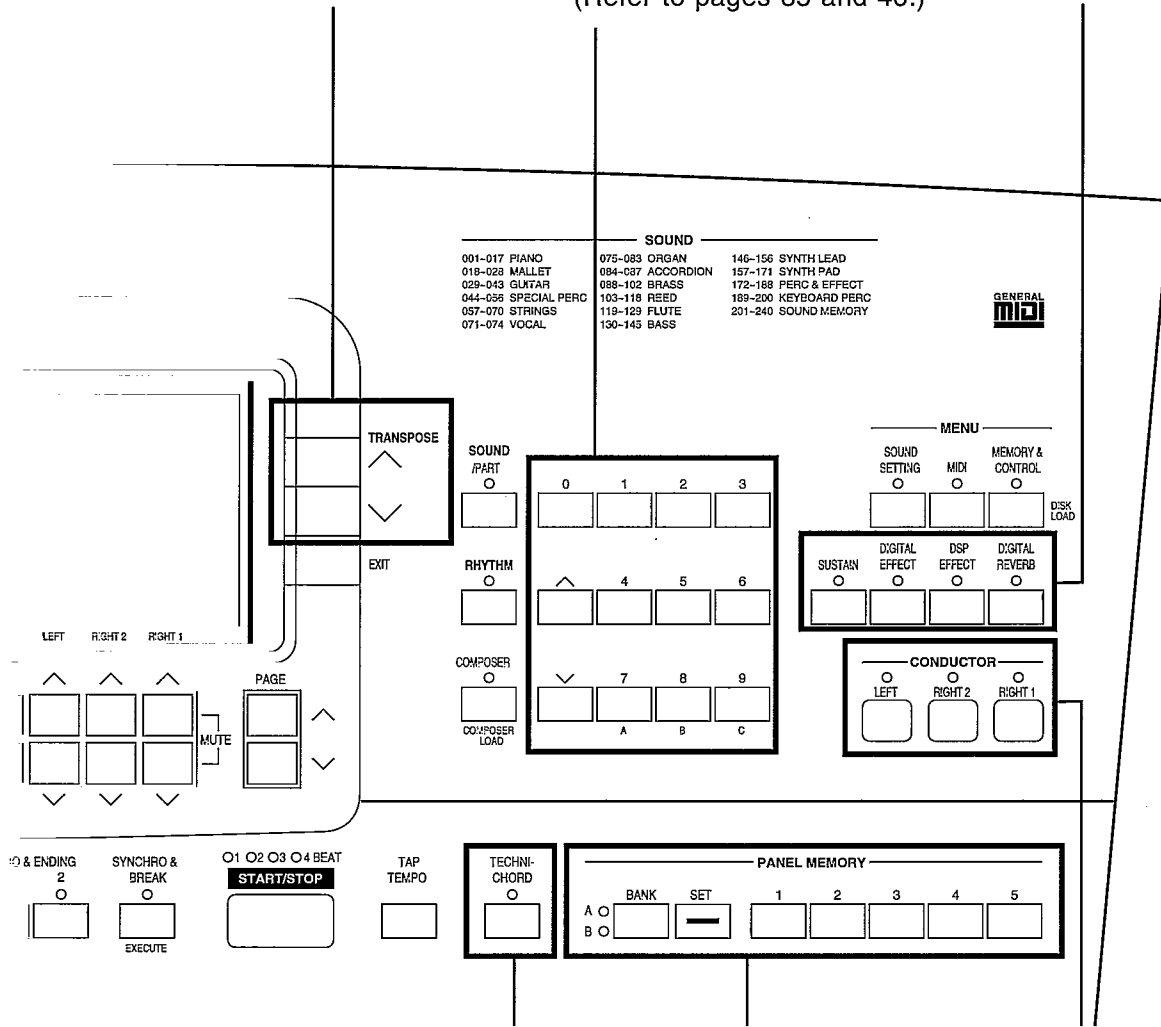 (Refer to pages 35 and 40.)
SOUND
001~017 PIANO
018~028 MALLET
029~043 GUITAR
044~056 SPECIAL PERC
057~070 STRINGS
071~074 VOCAL
075~083 ORGAN
084~087 ACCORDION
088~102 BRASS
103~118 REED
119~129 FLUTE
130~145 BASS
146~156 SYNTH LEAD
157~171 SYNTH PAD
172~188 PERC & EFFECT
189~200 KEYBOARD PERC
201~240 SOUND MEMORY
GENERAL
MIDI
TRANSPOSE
EXIT
SOUND
/PART
RHYTHM
COMPOSER
COMPOSER
LOAD
0 1 2 3
4 5 6
7 8 9
A B C
MENU
SOUND
SETTING
MIDI
MEMORY &
CONTROL
DISK
LOAD
SUSTAIN
DIGITAL
EFFECT
DSP
EFFECT
DIGITAL
REVERB
CONDUCTOR
LEFT RIGHT 2 RIGHT 1
LEFT RIGHT 2 RIGHT 1
MUTE
PAGE
O & ENDING
2
SYNCHRO &
BREAK
EXECUTE
1 2 3 4 BEAT
START/STOP
TAP
TEMPO
TECHNI-
CHORD
PANEL MEMORY
A
B
BANK SET 1 2 3 4 5